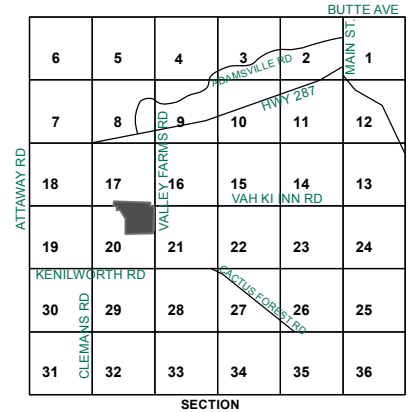 BUTTE AVE
MAIN ST.
6 5 4 3 2 1
ADAMSVILLE RD
HWY 287
7 8 9 10 11 12
ATTAWAY RD
VALLEY FARMS RD
18 17 16 15 14 13
VAH KI INN RD
19 20 21 22 23 24
KENILWORTH RD
CACTUS FOREST RD
CLEMANS RD
30 29 28 27 26 25
31 32 33 34 35 36
SECTION